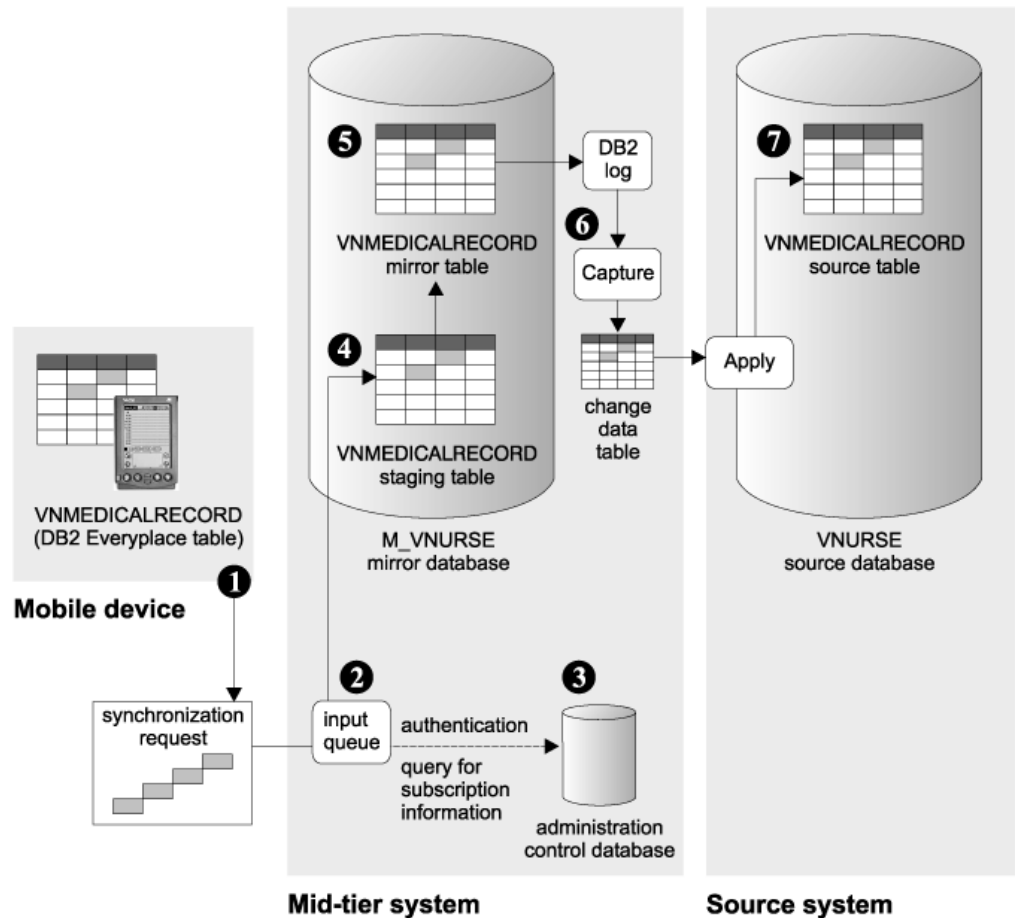 5
VNMEDICALRECORD
mirror table
DB2
log
6
Capture
change
data
table
4
VNMEDICALRECORD
staging table
M_VNURSE
mirror database
7
VNMEDICALRECORD
source table
Apply
VNURSE
source database
VNMEDICALRECORD
(DB2 Everyplace table)
1
Mobile device
synchronization
request
2
input
queue
authentication
query for
subscription
information
3
administration
control database
Mid-tier system
Source system